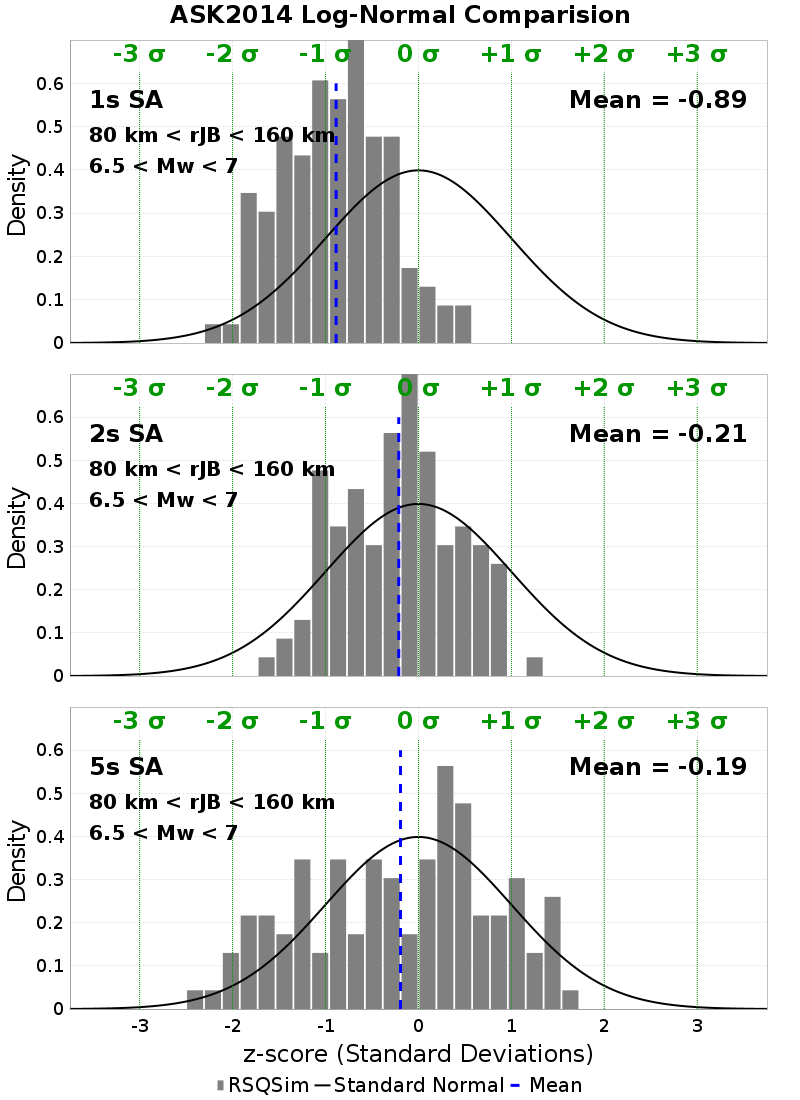 ASK2014 Log-Normal Comparision
-3 σ -2 σ -1 σ 0 σ +1 σ +2 σ +3 σ
1s SA Mean = -0.89
80 km < rJB < 160 km
6.5 < Mw < 7
Density
0.6
0.5
0.4
0.3
0.2
0.1
0
-3 σ -2 σ -1 σ 0 σ +1 σ +2 σ +3 σ
2s SA Mean = -0.21
80 km < rJB < 160 km
6.5 < Mw < 7
Density
0.6
0.5
0.4
0.3
0.2
0.1
0
-3 σ -2 σ -1 σ 0 σ +1 σ +2 σ +3 σ
5s SA Mean = -0.19
80 km < rJB < 160 km
6.5 < Mw < 7
Density
0.6
0.5
0.4
0.3
0.2
0.1
0
-3 -2 -1 0 1 2 3
z-score (Standard Deviations)
RSQSim Standard Normal Mean